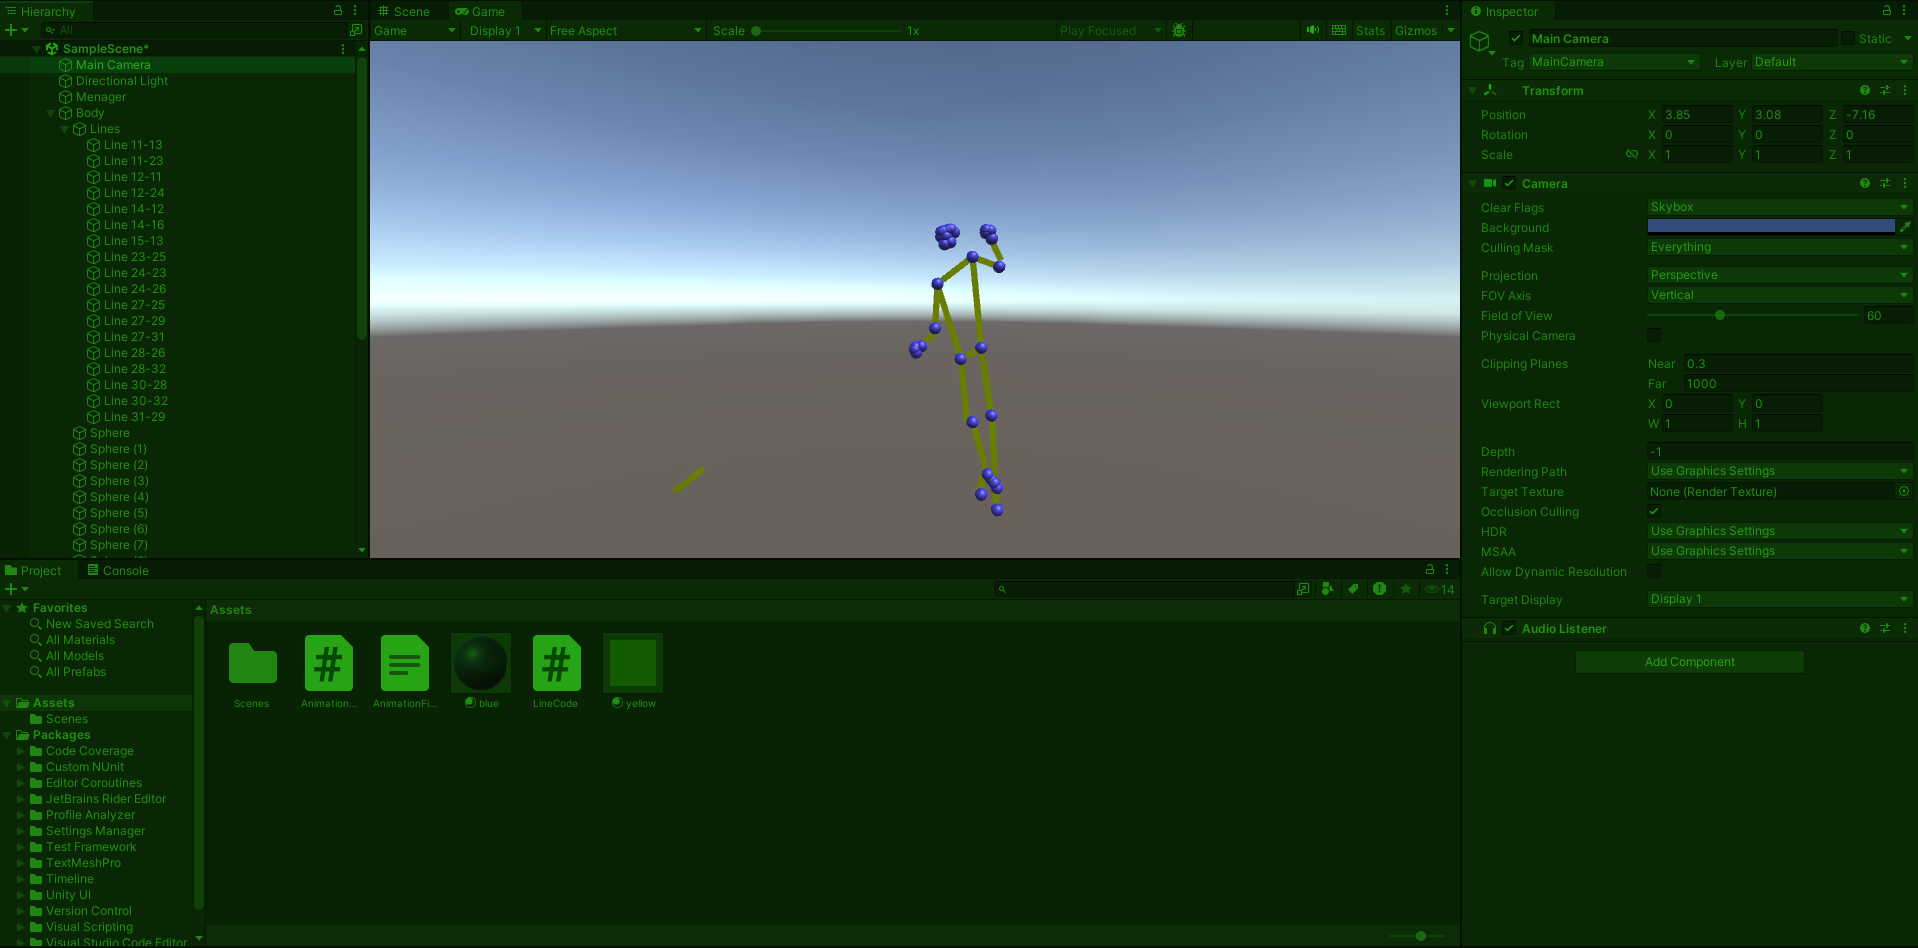 Hierarchy
All
SampleScene*
Main Camera
Directional Light
Menager
Body
Lines
Line 11-13
Line 11-23
Line 12-11
Line 12-24
Line 14-12
Line 14-16
Line 15-13
Line 23-25
Line 24-23
Line 24-26
Line 27-25
Line 27-29
Line 27-31
Line 28-26
Line 28-32
Line 30-28
Line 30-32
Line 31-29
Sphere
Sphere (1)
Sphere (2)
Sphere (3)
Sphere (4)
Sphere (5)
Sphere (6)
Sphere (7)
Scene Game
Game Display 1 Free Aspect Scale 1x Play Focused Stats Gizmos
Inspector
Main Camera Static
Tag MainCamera Layer Default
Transform
Position X 3.85 Y 3.08 Z -7.16
Rotation X 0 Y 0 Z 0
Scale X 1 Y 1 Z 1
Camera
Clear Flags Skybox
Background
Culling Mask Everything
Projection Perspective
FOV Axis Vertical
Field of View 60
Physical Camera
Clipping Planes Near 0.3
Far 1000
Viewport Rect X 0 Y 0
W 1 H 1
Depth -1
Rendering Path Use Graphics Settings
Target Texture None (Render Texture)
Occlusion Culling
HDR Use Graphics Settings
MSAA Use Graphics Settings
Allow Dynamic Resolution
Target Display Display 1
Audio Listener
Add Component
Project Console
14
Favorites
New Saved Search
All Materials
All Models
All Prefabs
Assets
Scenes
Packages
Code Coverage
Custom NUnit
Editor Coroutines
JetBrains Rider Editor
Profile Analyzer
Settings Manager
Test Framework
TextMeshPro
Timeline
Unity UI
Version Control
Visual Scripting
Visual Studio Code Editor
Assets
Scenes Animation... AnimationFi... blue LineCode yellow